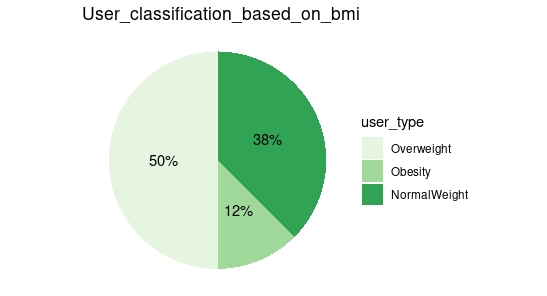 User_classification_based_on_bmi
38%
50%
12%
user_type
Overweight
Obesity
NormalWeight